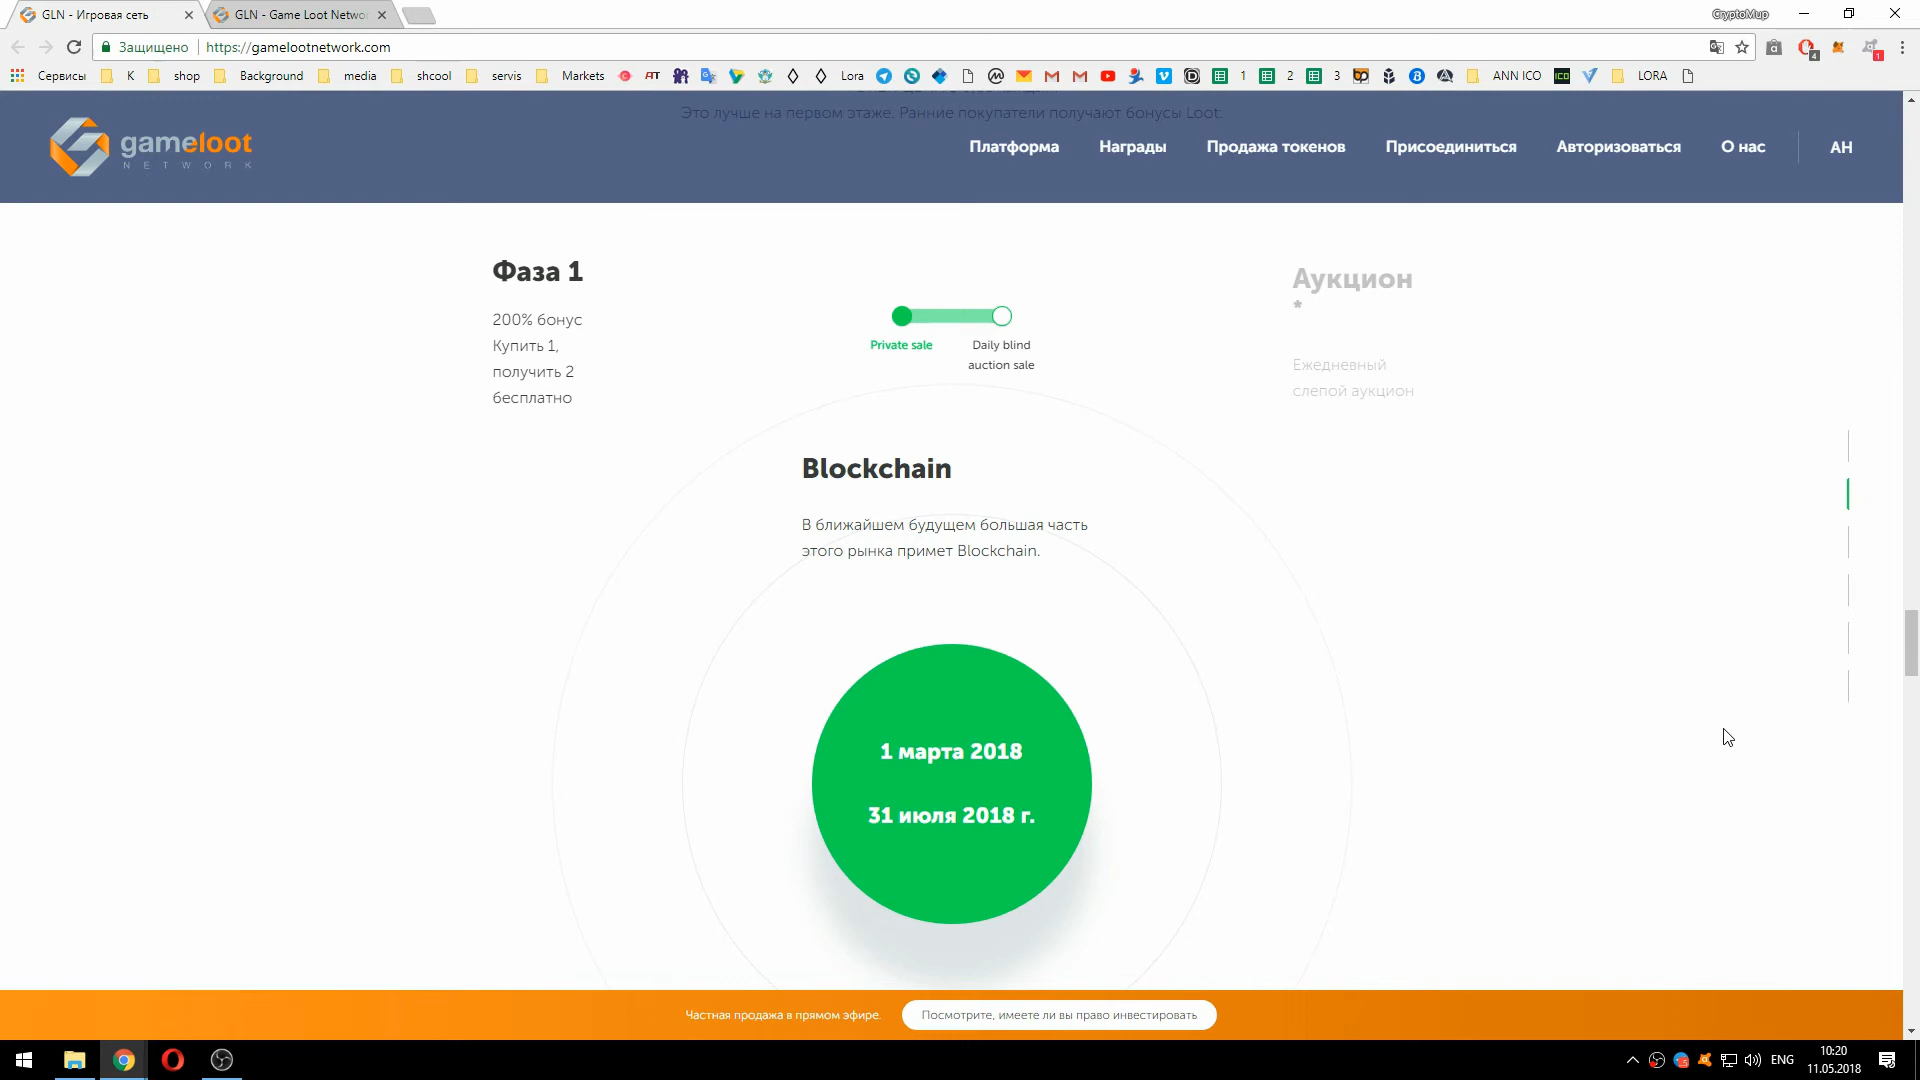 GLN - Игровая сеть
GLN - Game Loot Networ
CryptoMup
Защищено
https://gamelootnetwork.com
Сервисы
K
shop
Background
media
shcool
servis
Markets
Lora
1
2
3
ANN ICO
LORA
Это лучше на первом этаже. Ранние покупатели получают бонусы Loot:
gameloot
NETWORK
Платформа
Награды
Продажа токенов
Присоединиться
Авторизоваться
О нас
АН
Фаза 1
200% бонус
Купить 1,
получить 2
бесплатно
Private sale
Daily blind
auction sale
Аукцион
*
Ежедневный
слепой аукцион
Blockchain
В ближайшем будущем большая часть
этого рынка примет Blockchain.
1 марта 2018
31 июля 2018 г.
Частная продажа в прямом эфире.
Посмотрите, имеете ли вы право инвестировать
ENG
10:20
11.05.2018